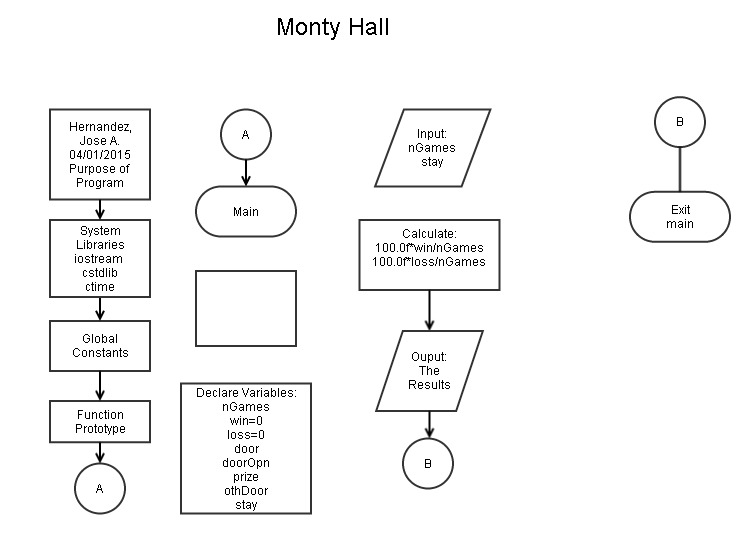 Monty Hall
Hernandez,
Jose A.
04/01/2015
Purpose of
Program
System
Libraries
iostream
cstdlib
ctime
Global
Constants
Function
Prototype
A
A
Main
Declare Variables:
nGames
win=0
loss=0
door
doorOpn
prize
othDoor
stay
Input:
nGames
stay
Calculate:
100.0f*win/nGames
100.0f*loss/nGames
Ouput:
The
Results
B
B
Exit
main